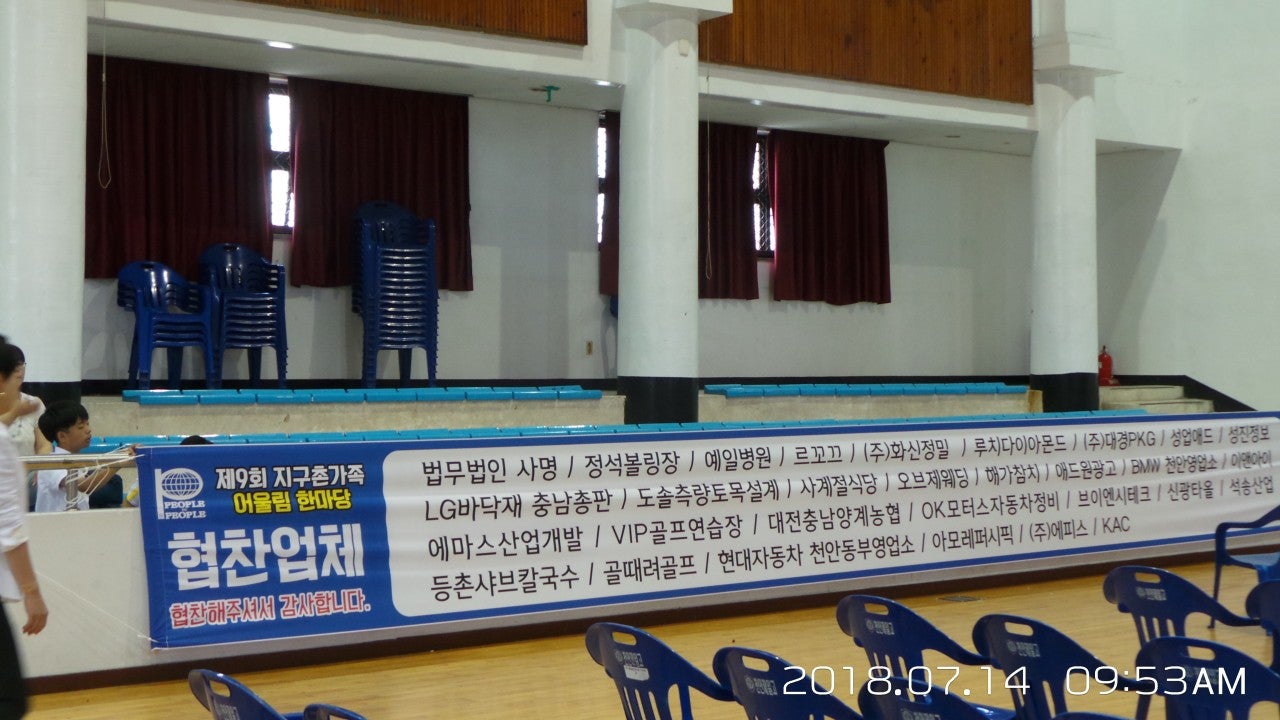 제9회 지구촌가족
어울림 한마당
PEOPLE
to
PEOPLE
협찬업체
협찬해주셔서 감사합니다.
법무법인 사명 / 정석볼링장 / 예일병원 / 르꼬끄 / (주)화신정밀 / 루치다이아몬드 / (주)대경PKG / 성업애드 / 성진정보
LG바닥재 충남총판 / 도솔측량토목설계 / 사계절식당 / 오브제웨딩 / 해가참치 / 애드원광고 / BMW 천안영업소 / 이앤아이
에마스산업개발 / VIP골프연습장 / 대전충남양계농협 / OK모터스자동차정비 / 브이엔시테크 / 신광타올 / 석송산업
등촌샤브칼국수 / 골때려골프 / 현대자동차 천안동부영업소 / 아모레퍼시픽 / (주)에피스 / KAC
2018.07.14 09:53AM